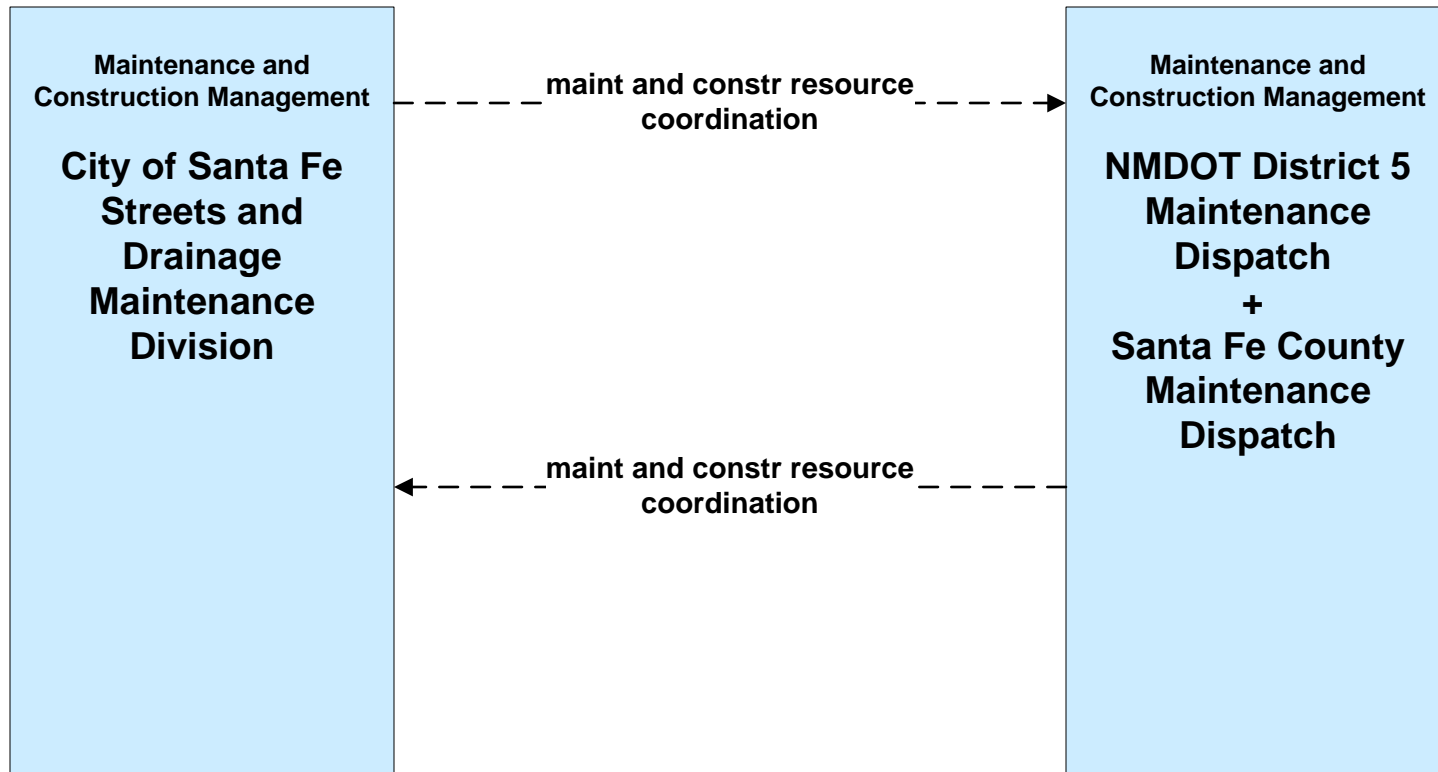 Maintenance and
Construction Management
City of Santa Fe
Streets and
Drainage
Maintenance
Division
maint and constr resource
coordination
maint and constr resource
coordination
Maintenance and
Construction Management
NMDOT District 5
Maintenance
Dispatch
+
Santa Fe County
Maintenance
Dispatch